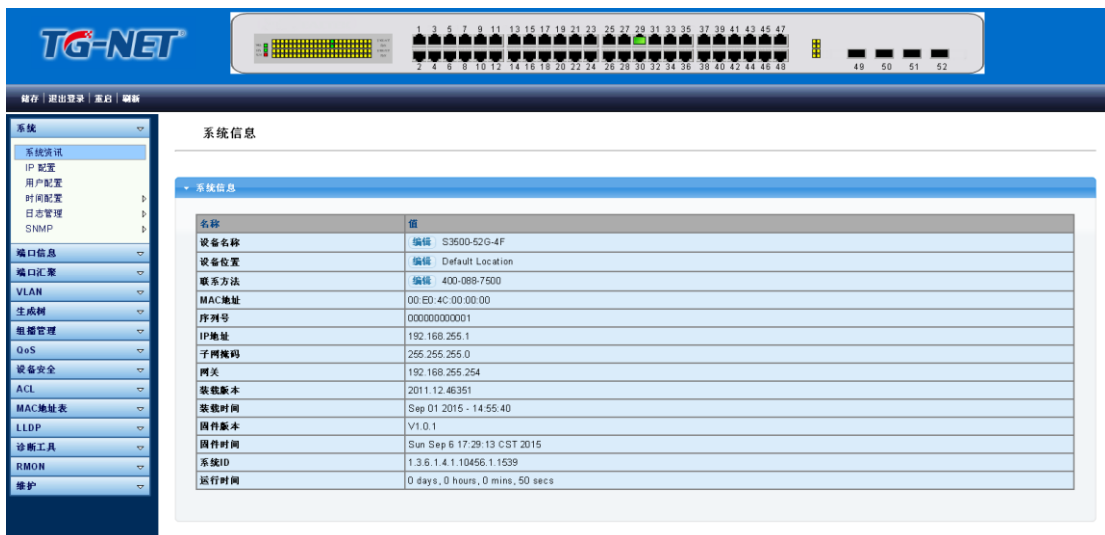 TG-NET
1 3 5 7 9 11 13 15 17 19 21 23 25 27 29 31 33 35 37 39 41 43 45 47
2 4 6 8 10 12 14 16 18 20 22 24 26 28 30 32 34 36 38 40 42 44 46 48
49 50 51 52
储存 退出登录 重启 刷新
系统
系统资讯
IP 配置
用户配置
时间配置
日志管理
SNMP
端口信息
端口汇聚
VLAN
生成树
组播管理
QoS
设备安全
ACL
MAC地址表
LLDP
诊断工具
RMON
维护
系统信息
系统信息
名称 值
设备名称 编辑 S3500-52G-4F
设备位置 编辑 Default Location
联系方法 编辑 400-088-7500
MAC地址 00:E0:4C:00:00:00
序列号 000000000001
IP地址 192.168.255.1
子网掩码 255.255.255.0
网关 192.168.255.254
装载版本 2011.12.46351
装载时间 Sep 01 2015 - 14:55:40
固件版本 V1.0.1
固件时间 Sun Sep 6 17:29:13 CST 2015
系统ID 1.3.6.1.4.1.10456.1.1539
运行时间 0 days, 0 hours, 0 mins, 50 secs